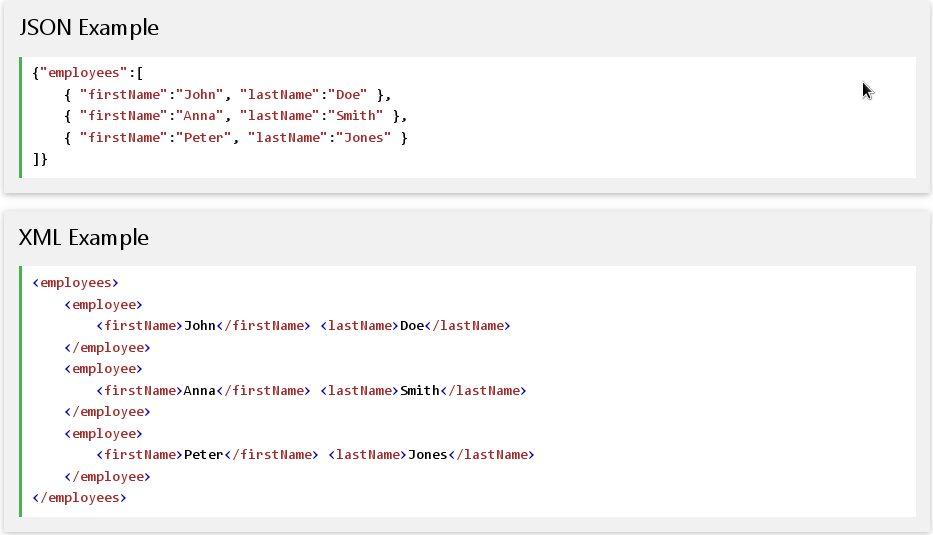 JSON Example
{"employees":[
    { "firstName":"John", "lastName":"Doe" },
    { "firstName":"Anna", "lastName":"Smith" },
    { "firstName":"Peter", "lastName":"Jones" }
]}
XML Example
<employees>
    <employee>
        <firstName>John</firstName> <lastName>Doe</lastName>
    </employee>
    <employee>
        <firstName>Anna</firstName> <lastName>Smith</lastName>
    </employee>
    <employee>
        <firstName>Peter</firstName> <lastName>Jones</lastName>
    </employee>
</employees>